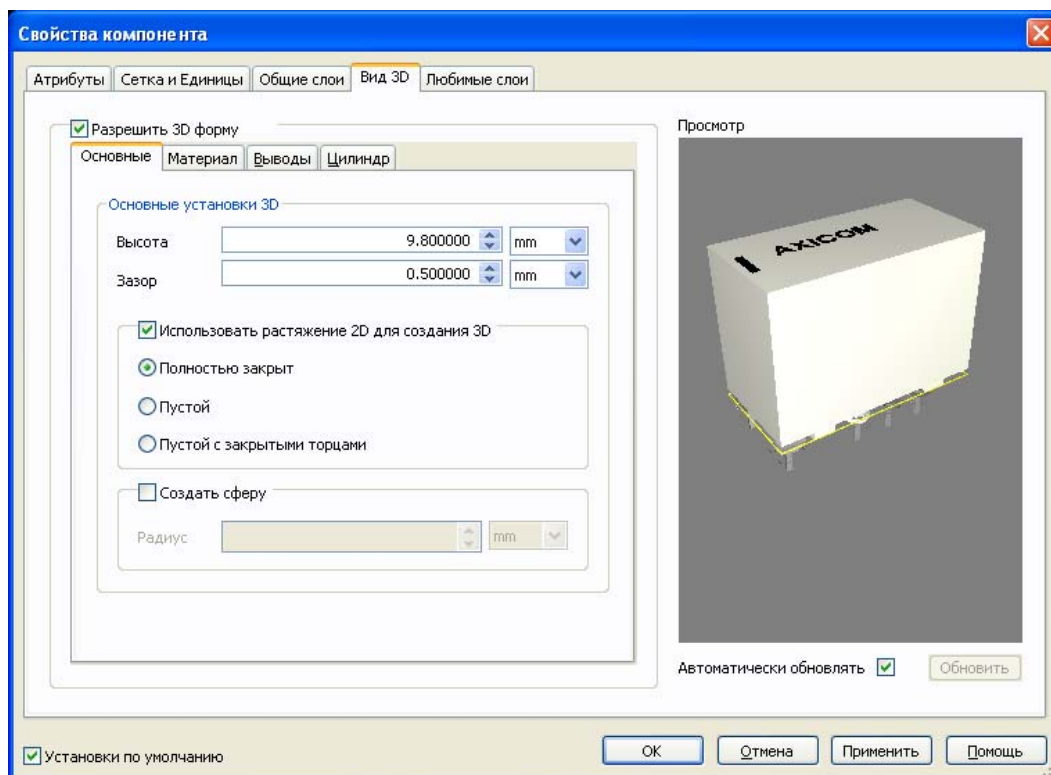 Свойства компонента
Атрибуты Сетка и Единицы Общие слои Вид 3D Любимые слои
Разрешить 3D форму
Просмотр
Основные Материал Выводы Цилиндр
Основные установки 3D
Высота 9.800000 mm
Зазор 0.500000 mm
Использовать растяжение 2D для создания 3D
Полностью закрыт
Пустой
Пустой с закрытыми торцами
Создать сферу
Радиус mm
AXICOM
Автоматически обновлять Обновить
Установки по умолчанию OK Отмена Применить Помощь